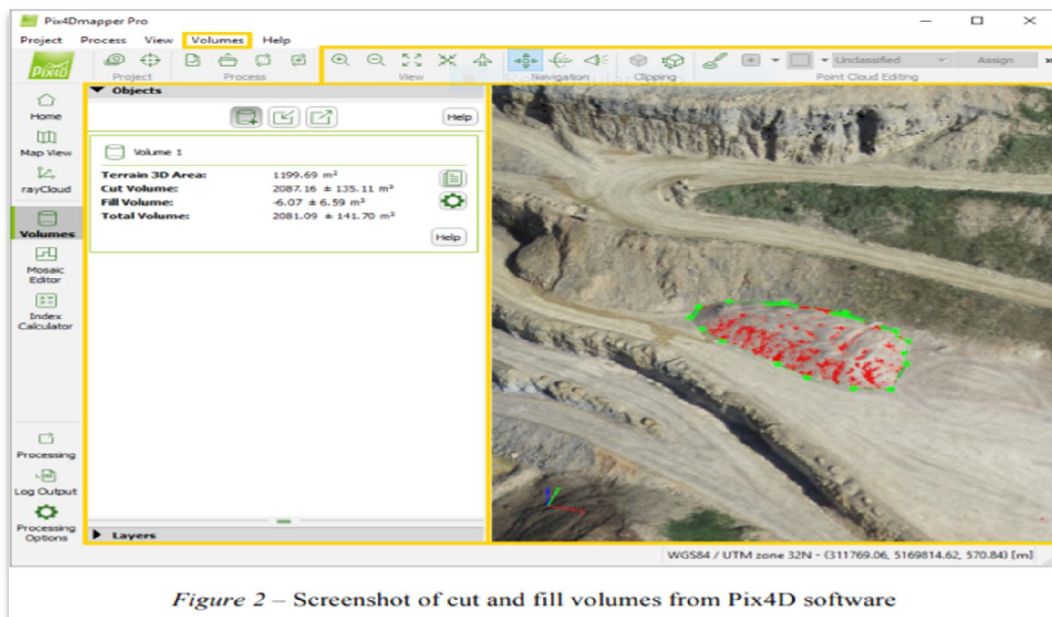 Pix4Dmapper Pro
Project Process View Volumes Help
PIX4D
Project Process View Navigation Clipping Point Cloud Editing
Unclassified Assign
Home
Map View
rayCloud
Volumes
Mosaic
Editor
Index
Calculator
Processing
Log Output
Processing
Options
Objects
Help
Volume 1
Terrain 3D Area: 1199.69 m²
Cut Volume: 2087.16 ± 135.11 m³
Fill Volume: -6.07 ± 6.59 m³
Total Volume: 2081.09 ± 141.70 m³
Help
Layers
WGS84 / UTM zone 32N - (311769.06, 5169814.62, 570.84) [m]
Figure 2 – Screenshot of cut and fill volumes from Pix4D software